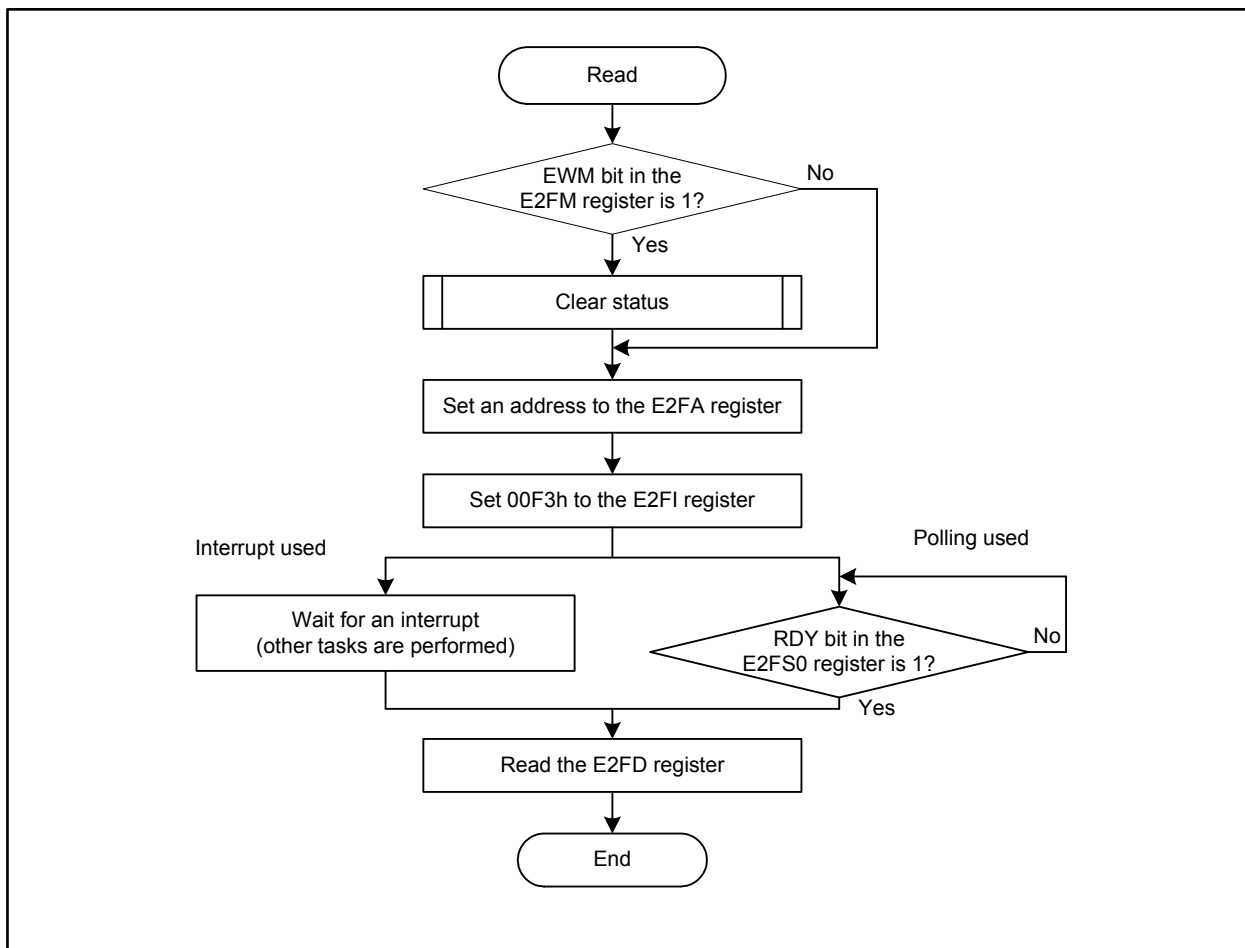 Read
EWM bit in the
E2FM register is 1?
No
Yes
Clear status
Set an address to the E2FA register
Set 00F3h to the E2FI register
Interrupt used
Polling used
Wait for an interrupt
(other tasks are performed)
RDY bit in the
E2FS0 register is 1?
No
Yes
Read the E2FD register
End